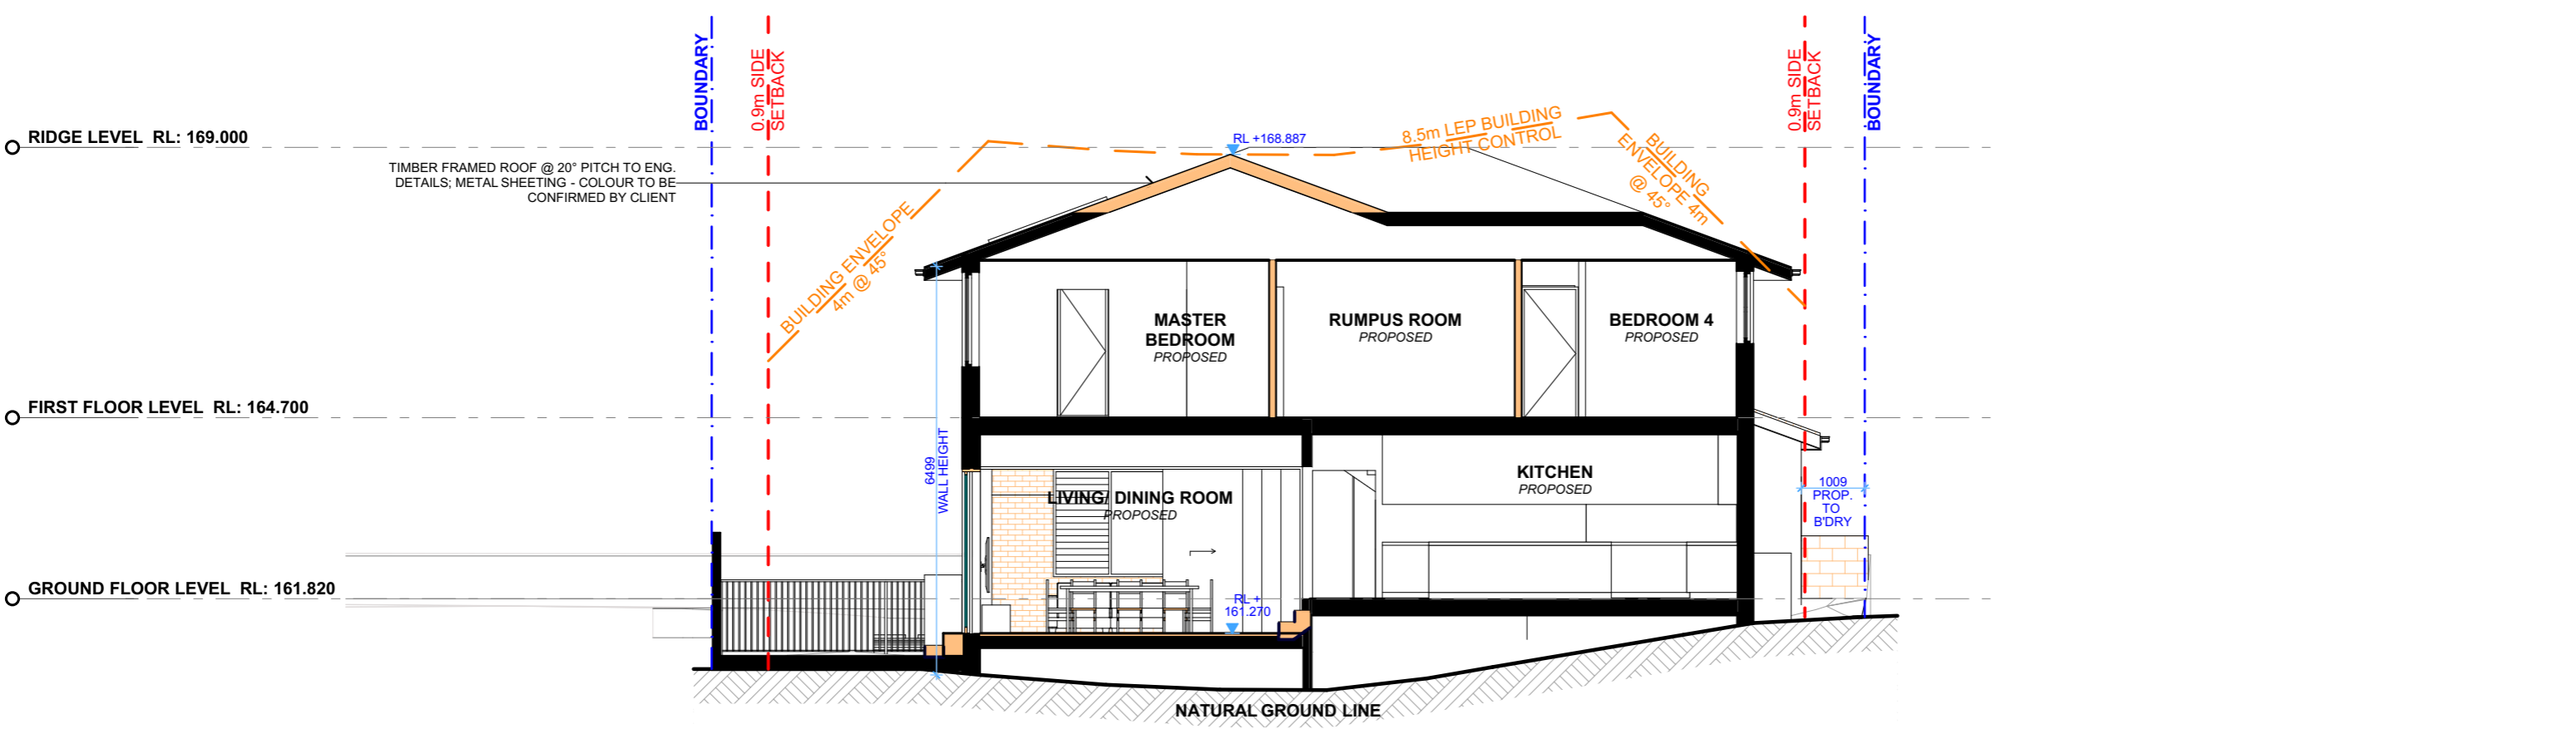 BOUNDARY
0.9m SIDE
SETBACK
0.9m SIDE
SETBACK
BOUNDARY
RIDGE LEVEL  RL: 169.000
RL +168.887
8.5m LEP BUILDING
HEIGHT CONTROL
BUILDING
ENVELOPE 4m
@ 45°
TIMBER FRAMED ROOF @ 20° PITCH TO ENG.
DETAILS; METAL SHEETING - COLOUR TO BE
CONFIRMED BY CLIENT
BUILDING ENVELOPE
4m @ 45°
MASTER
BEDROOM
PROPOSED
RUMPUS ROOM
PROPOSED
BEDROOM 4
PROPOSED
FIRST FLOOR LEVEL  RL: 164.700
6499
WALL HEIGHT
LIVING/ DINING ROOM
PROPOSED
KITCHEN
PROPOSED
1009
PROP.
TO
B'DRY
GROUND FLOOR LEVEL  RL: 161.820
RL +
161.270
NATURAL GROUND LINE